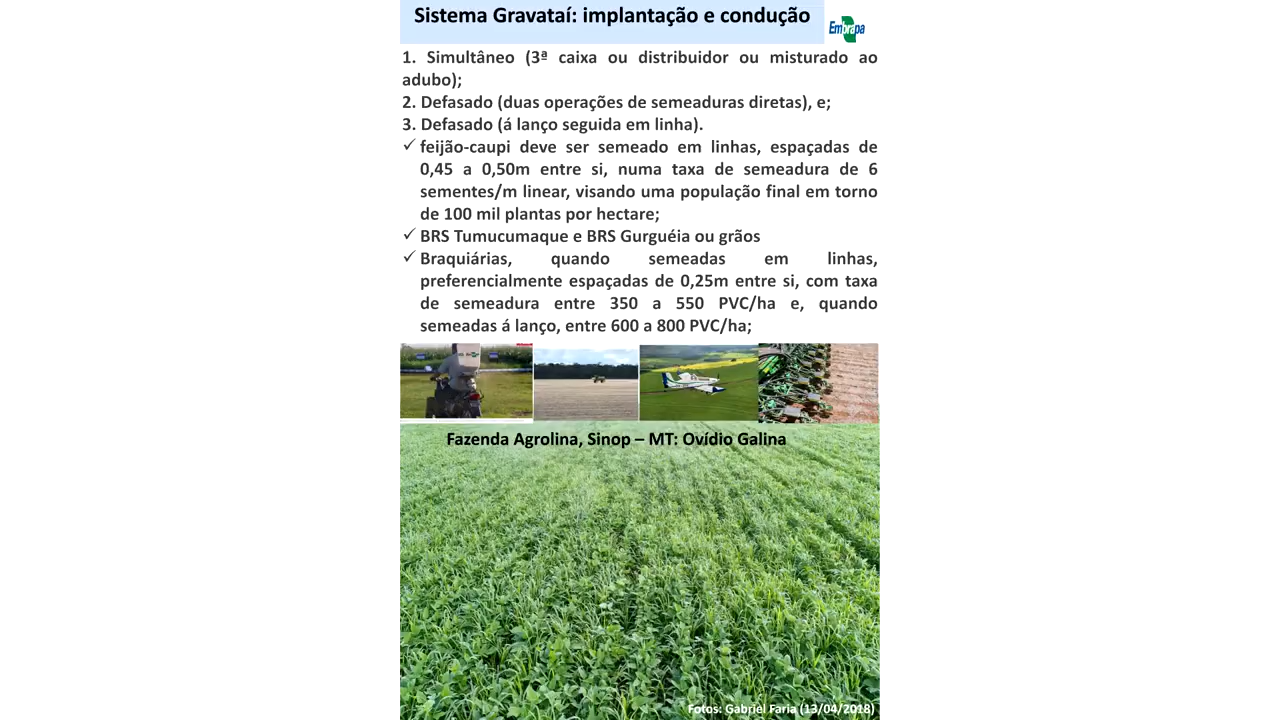 Sistema Gravataí: implantação e condução
Embrapa
1. Simultâneo (3ª caixa ou distribuidor ou misturado ao
adubo);
2. Defasado (duas operações de semeaduras diretas), e;
3. Defasado (á lanço seguida em linha).
✓ feijão-caupi deve ser semeado em linhas, espaçadas de
0,45 a 0,50m entre si, numa taxa de semeadura de 6
sementes/m linear, visando uma população final em torno
de 100 mil plantas por hectare;
✓ BRS Tumucumaque e BRS Gurguéia ou grãos
✓ Braquiárias, quando semeadas em linhas,
preferencialmente espaçadas de 0,25m entre si, com taxa
de semeadura entre 350 a 550 PVC/ha e, quando
semeadas á lanço, entre 600 a 800 PVC/ha;
Fazenda Agrolina, Sinop – MT: Ovídio Galina
Fotos: Gabriel Faria (13/04/2018)